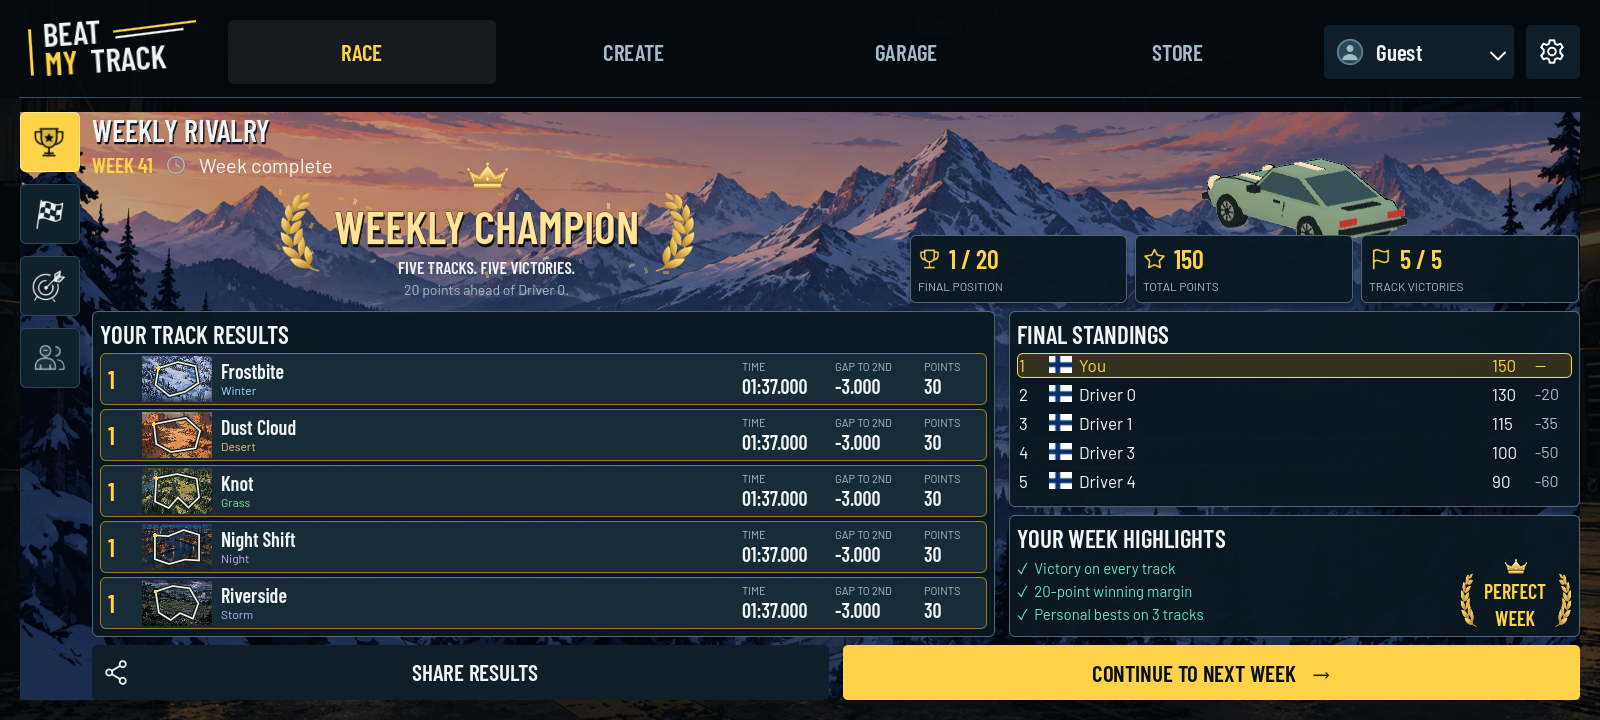 BEAT
MY TRACK
RACE
CREATE
GARAGE
STORE
Guest
WEEKLY RIVALRY
WEEK 41 Week complete
WEEKLY CHAMPION
FIVE TRACKS. FIVE VICTORIES.
20 points ahead of Driver 0.
1 / 20
FINAL POSITION
150
TOTAL POINTS
5 / 5
TRACK VICTORIES
YOUR TRACK RESULTS
1 Frostbite TIME GAP TO 2ND POINTS
Winter 01:37.000 -3.000 30
1 Dust Cloud TIME GAP TO 2ND POINTS
Desert 01:37.000 -3.000 30
1 Knot TIME GAP TO 2ND POINTS
Grass 01:37.000 -3.000 30
1 Night Shift TIME GAP TO 2ND POINTS
Night 01:37.000 -3.000 30
1 Riverside TIME GAP TO 2ND POINTS
Storm 01:37.000 -3.000 30
FINAL STANDINGS
1 You 150 –
2 Driver 0 130 -20
3 Driver 1 115 -35
4 Driver 3 100 -50
5 Driver 4 90 -60
YOUR WEEK HIGHLIGHTS
✓ Victory on every track
✓ 20-point winning margin
✓ Personal bests on 3 tracks
PERFECT
WEEK
SHARE RESULTS
CONTINUE TO NEXT WEEK →